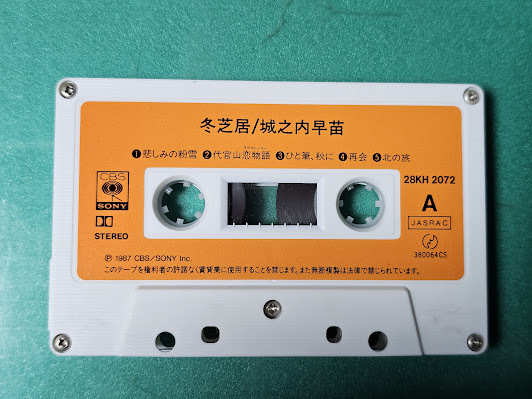 冬芝居/城之内早苗
❶悲しみの粉雪 ❷代官山恋物語 ❸ひと筆、秋に ❹再会 ❺北の旅
CBS
SONY
28KH 2072
A
STEREO
JASRAC
380064CS
Ⓟ 1987 CBS/SONY Inc.
このテープを権利者の許諾なく賃貸業に使用することを禁じます。また無断複製は法律で禁じられています。